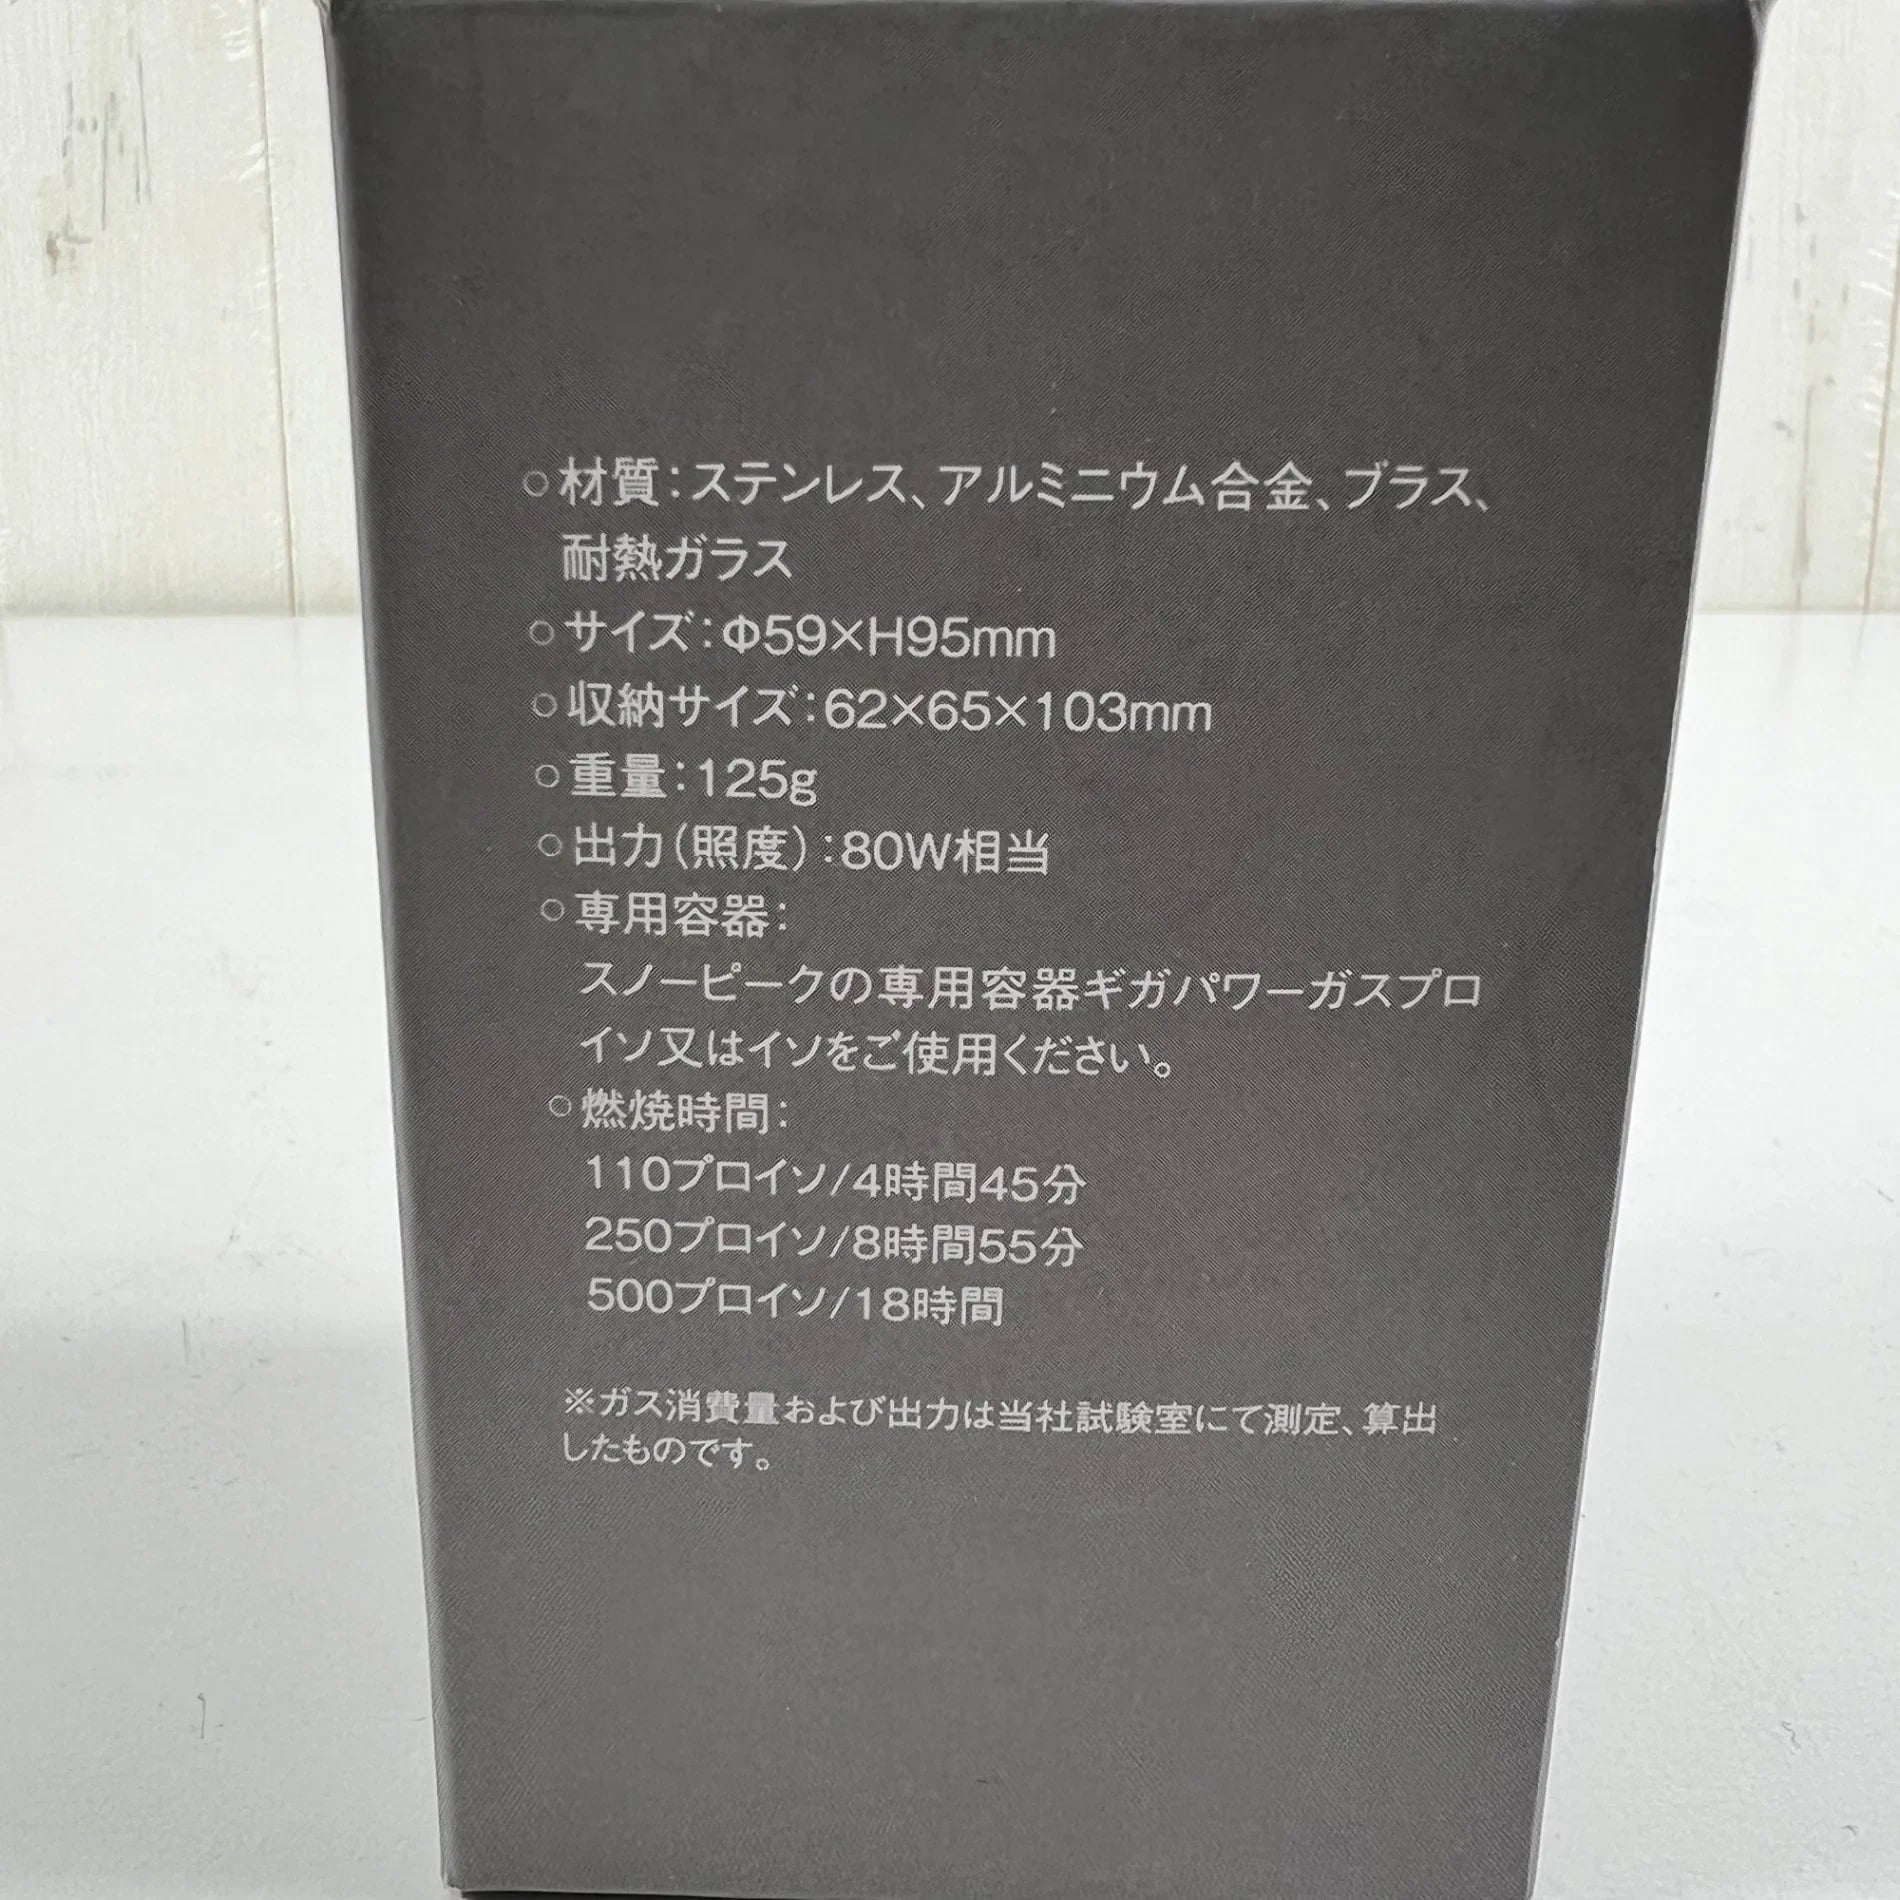 ○材質：ステンレス、アルミニウム合金、ブラス、
耐熱ガラス
○サイズ：Φ59×H95mm
○収納サイズ：62×65×103mm
○重量：125g
○出力（照度）：80W相当
○専用容器：
スノーピークの専用容器ギガパワーガスプロ
イソ又はイソをご使用ください。
○燃焼時間：
110プロイソ/4時間45分
250プロイソ/8時間55分
500プロイソ/18時間
※ガス消費量および出力は当社試験室にて測定、算出
したものです。